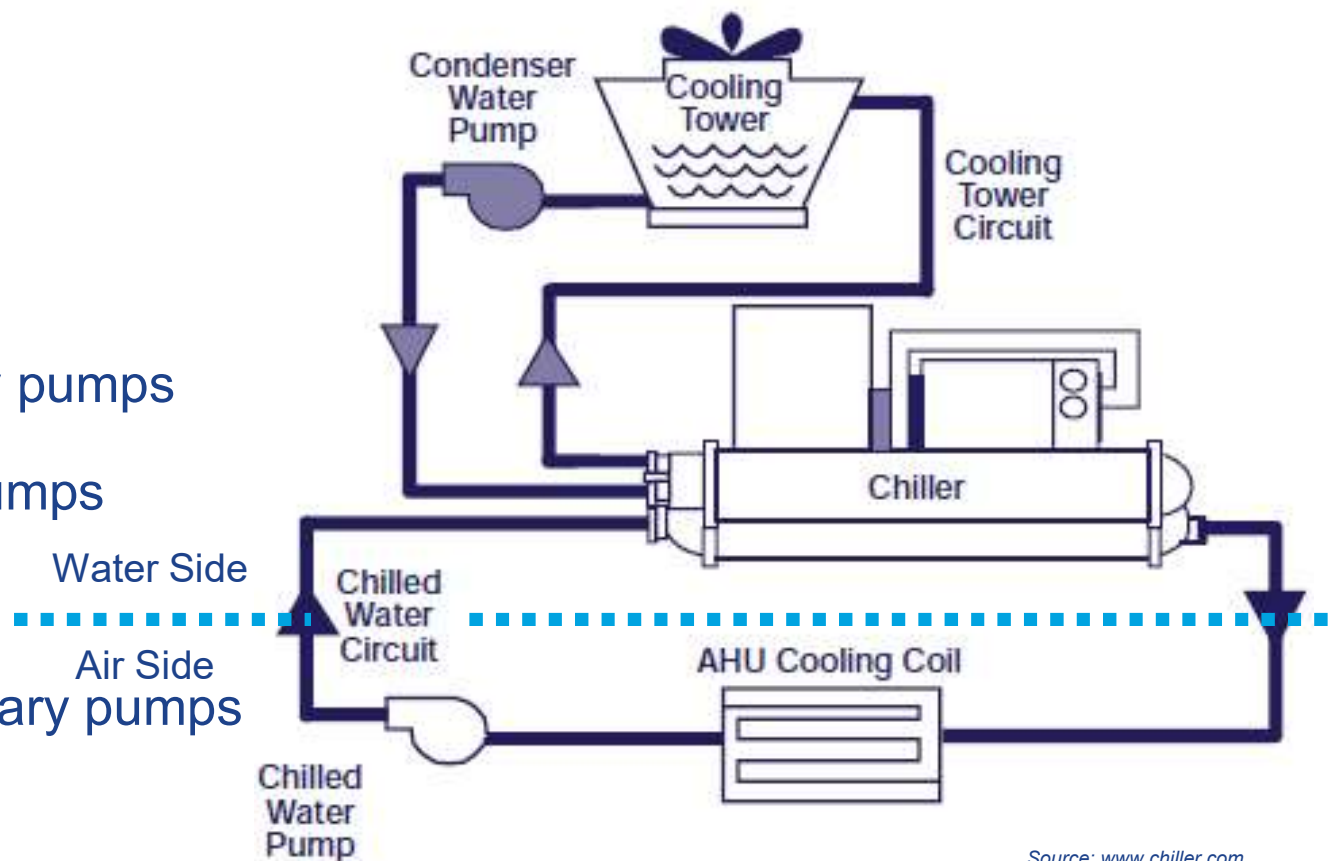 Condenser
Water
Pump
Cooling
Tower
Cooling
Tower
Circuit
pumps
Chiller
umps
Water Side
Chilled
Water
Circuit
Air Side
ary pumps
AHU Cooling Coil
Chilled
Water
Pump
Source: www.chiller.com